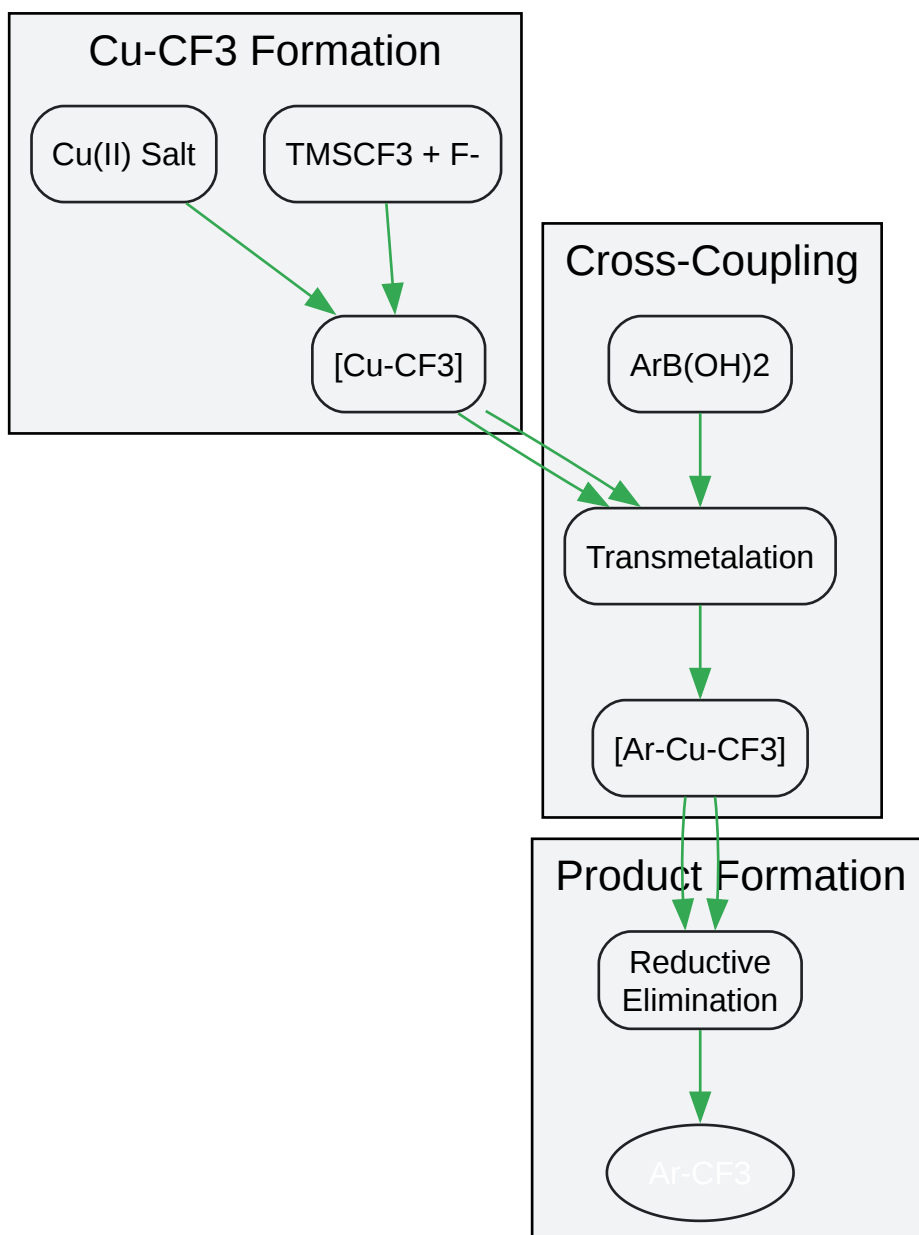 Cu-CF3 Formation
Cu(II) Salt
TMSCF3 + F-
[Cu-CF3]
Cross-Coupling
ArB(OH)2
Transmetalation
[Ar-Cu-CF3]
Product Formation
Reductive
Elimination
Ar-CF3